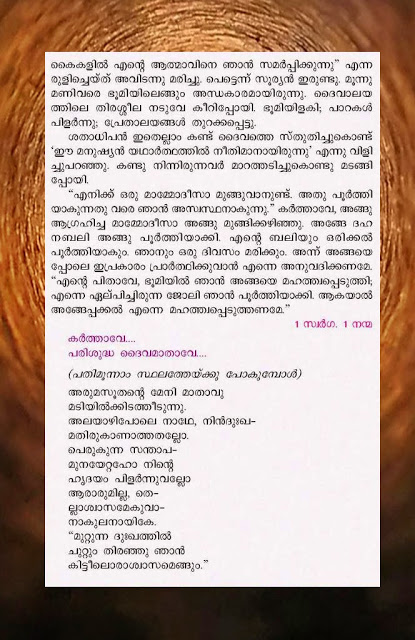 കൈകളിൽ എന്റെ ആത്മാവിനെ ഞാൻ സമർപ്പിക്കുന്നു” എന്ന
രുളിച്ചെയ്ത് അവിടന്നു മരിച്ചു. പെട്ടെന്ന് സൂര്യൻ ഇരുണ്ടു. മൂന്നു
മണിവരെ ഭൂമിയിലെങ്ങും അന്ധകാരമായിരുന്നു. ദൈവാലയ
ത്തിലെ തിരശ്ശീല നടുവേ കീറിപ്പോയി. ഭൂമിയിളകി; പാറകൾ
പിളർന്നു; പ്രേതാലയങ്ങൾ തുറക്കപ്പെട്ടു.
ശതാധിപൻ ഇതെല്ലാം കണ്ട് ദൈവത്തെ സ്തുതിച്ചുകൊണ്ട്
‘ഈ മനുഷ്യൻ യഥാർത്ഥത്തിൽ നീതിമാനായിരുന്നു’ എന്നു വിളി
ച്ചുപറഞ്ഞു. കണ്ടു നിന്നിരുന്നവർ മാറത്തടിച്ചുകൊണ്ടു മടങ്ങി
പ്പോയി.
“എനിക്ക് ഒരു മാമ്മോദീസാ മുങ്ങുവാനുണ്ട്. അതു പൂർത്തി
യാകുന്നതു വരെ ഞാൻ അസ്വസ്ഥനാകുന്നു.” കർത്താവേ, അങ്ങു
ആഗ്രഹിച്ച മാമ്മോദീസാ അങ്ങു മുങ്ങിക്കഴിഞ്ഞു. അങ്ങേ ദഹ
നബലി അങ്ങു പൂർത്തിയാക്കി. എന്റെ ബലിയും ഒരിക്കൽ
പൂർത്തിയാകും. ഞാനും ഒരു ദിവസം മരിക്കും. അന്ന് അങ്ങയെ
പ്പോലെ ഇപ്രകാരം പ്രാർത്ഥിക്കുവാൻ എന്നെ അനുവദിക്കണമേ.
“എന്റെ പിതാവേ, ഭൂമിയിൽ ഞാൻ അങ്ങയെ മഹത്ത്വപ്പെടുത്തി;
എന്നെ ഏല്പിച്ചിരുന്ന ജോലി ഞാൻ പൂർത്തിയാക്കി. ആകയാൽ
അങ്ങേപ്പക്കൽ എന്നെ മഹത്ത്വപ്പെടുത്തണമേ.”
1 സ്വർഗ. 1 നന്മ
കർത്താവേ....
പരിശുദ്ധ ദൈവമാതാവേ....
(പതിമൂന്നാം സ്ഥലത്തേയ്ക്കു പോകുമ്പോൾ)
അരുമസൂതന്റെ മേനി മാതാവു
മടിയിൽക്കിടത്തീടുന്നു.
അലയാഴിപോലെ നാഥേ, നിൻദുഃഖ-
മതിരുകാണാത്തതല്ലോ.
പെരുകുന്ന സന്താപ-
മുനയേറ്റഹോ നിന്റെ
ഹൃദയം പിളർന്നുവല്ലോ
ആരാരുമില്ല, തെ-
ല്ലാശ്വാസമേകുവാ-
നാകുലനായികേ.
“മുറ്റുന്ന ദുഃഖത്തിൽ
ചുറ്റും തിരഞ്ഞു ഞാൻ
കിട്ടീലൊരാശ്വാസമെങ്ങും.”